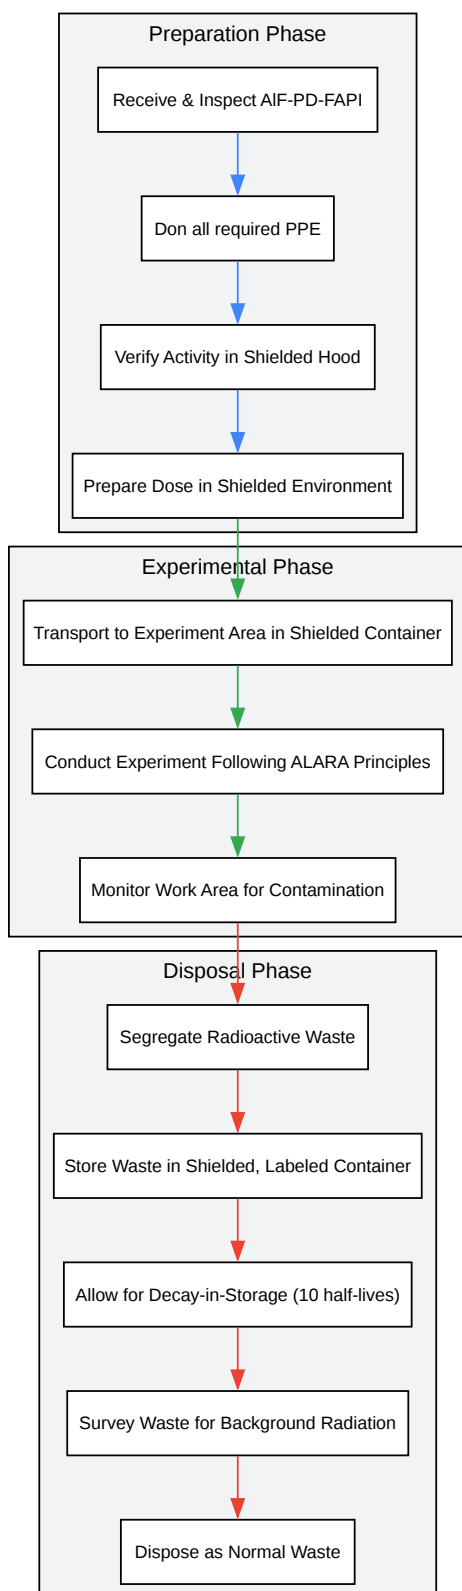 Preparation Phase
Receive & Inspect AlF-PD-FAPI
Don all required PPE
Verify Activity in Shielded Hood
Prepare Dose in Shielded Environment
Experimental Phase
Transport to Experiment Area in Shielded Container
Conduct Experiment Following ALARA Principles
Monitor Work Area for Contamination
Disposal Phase
Segregate Radioactive Waste
Store Waste in Shielded, Labeled Container
Allow for Decay-in-Storage (10 half-lives)
Survey Waste for Background Radiation
Dispose as Normal Waste